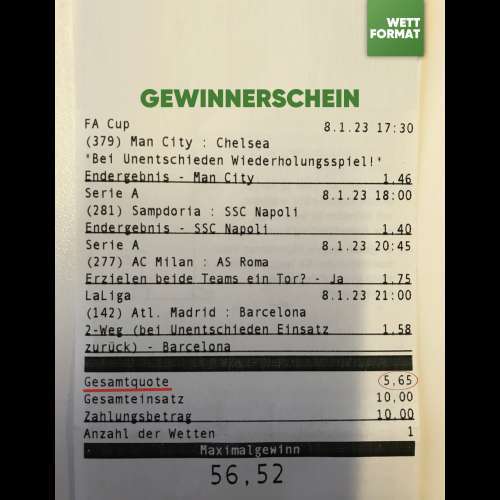 WETT
FORMAT
GEWINNERSCHEIN
FA Cup 8.1.23 17:30
(379) Man City : Chelsea
"Bei Unentschieden Wiederholungsspiel!"
Endergebnis - Man City 1,46
Serie A 8.1.23 18:00
(281) Sampdoria : SSC Napoli
Endergebnis - SSC Napoli 1,40
Serie A 8.1.23 20:45
(277) AC Milan : AS Roma
Erzielen beide Teams ein Tor? - Ja 1,75
LaLiga 8.1.23 21:00
(142) Atl. Madrid : Barcelona
2-Weg (bei Unentschieden Einsatz 1,58
zurück) - Barcelona
Gesamtquote 5,65
Gesamteinsatz 10,00
Zahlungsbetrag 10,00
Anzahl der Wetten 1
Maximalgewinn
56,52